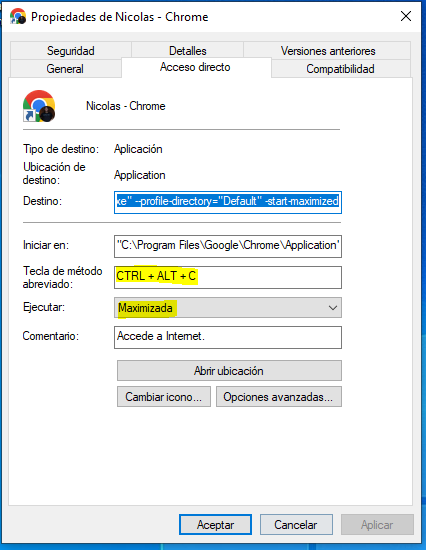 Propiedades de Nicolas - Chrome
Seguridad
Detalles
Versiones anteriores
General
Acceso directo
Compatibilidad
Nicolas - Chrome
Tipo de destino:
Aplicación
Ubicación de
destino:
Application
Destino:
xe" --profile-directory="Default" -start-maximized
Iniciar en:
"C:\Program Files\Google\Chrome\Application"
Tecla de método
abreviado:
CTRL + ALT + C
Ejecutar:
Maximizada
Comentario:
Accede a Internet.
Abrir ubicación
Cambiar icono...
Opciones avanzadas...
Aceptar
Cancelar
Aplicar